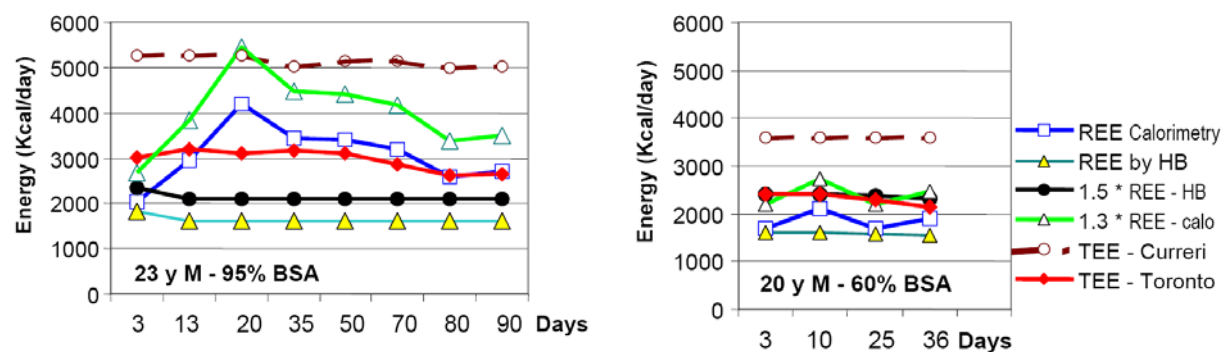 Energy (Kcal/day)
6000
5000
4000
3000
2000
1000
0
23 y M - 95% BSA
3 13 20 35 50 70 80 90 Days
Energy (Kcal/day)
6000
5000
4000
3000
2000
1000
0
20 y M - 60% BSA
3 10 25 36 Days
REE Calorimetry
REE by HB
1.5 * REE - HB
1.3 * REE - calo
TEE - Curreri
TEE - Toronto